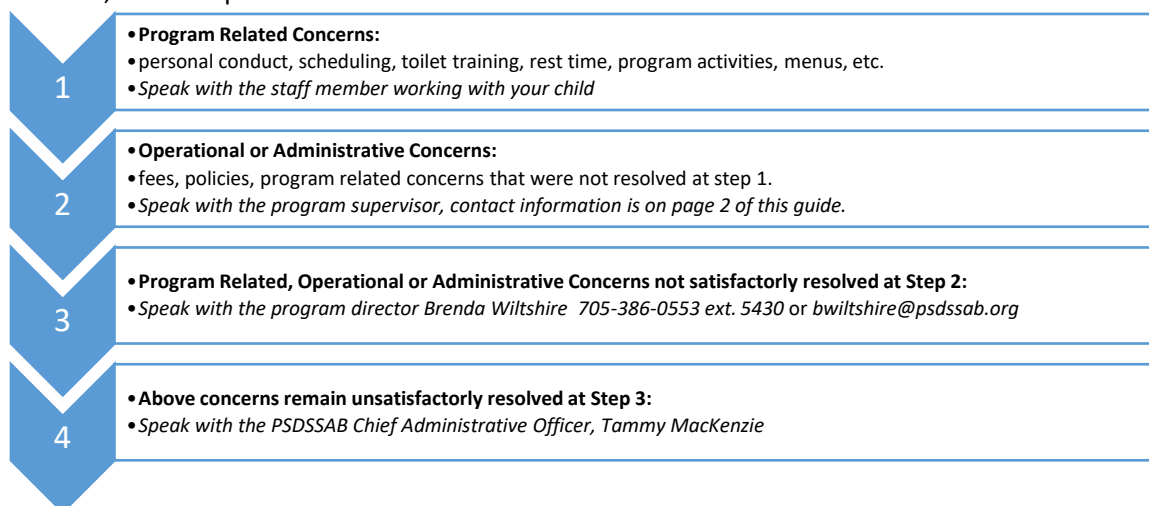 1
•Program Related Concerns:
•personal conduct, scheduling, toilet training, rest time, program activities, menus, etc.
•Speak with the staff member working with your child
2
•Operational or Administrative Concerns:
•fees, policies, program related concerns that were not resolved at step 1.
•Speak with the program supervisor, contact information is on page 2 of this guide.
3
•Program Related, Operational or Administrative Concerns not satisfactorily resolved at Step 2:
•Speak with the program director Brenda Wiltshire 705-386-0553 ext. 5430 or bwiltshire@psdssab.org
4
•Above concerns remain unsatisfactorily resolved at Step 3:
•Speak with the PSDSSAB Chief Administrative Officer, Tammy MacKenzie